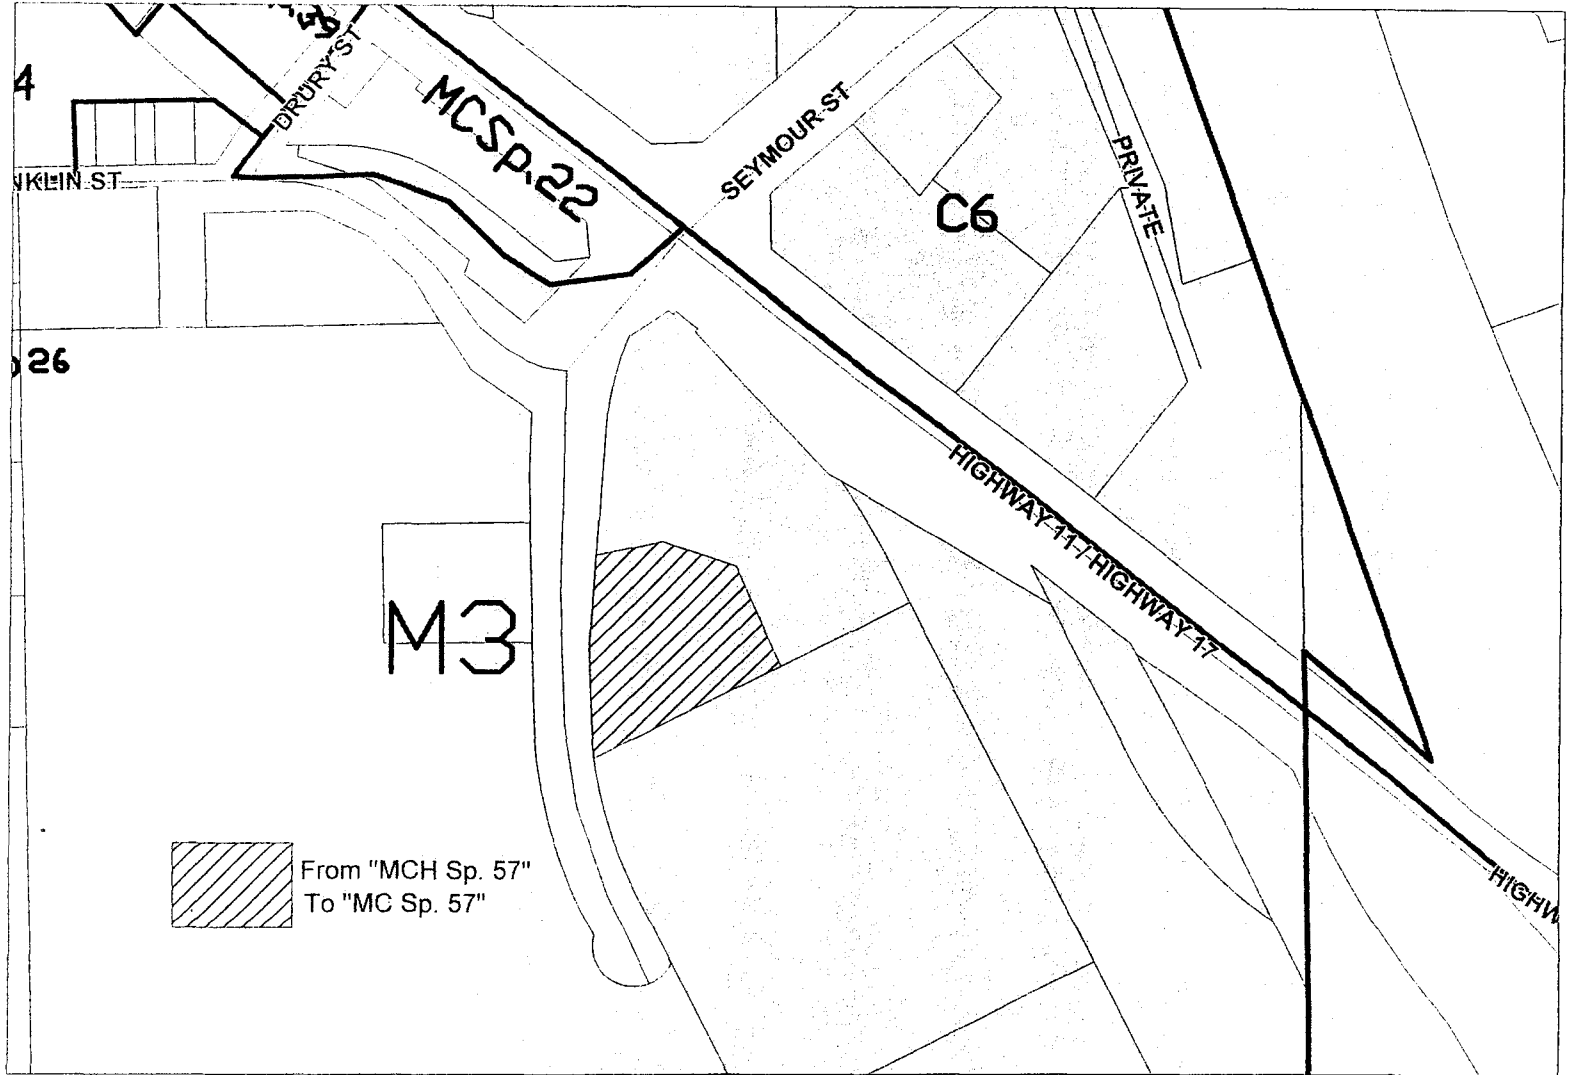 4
DRURY ST
MCSp.22
SEYMOUR ST
PRIVATE
C6
NKLIN ST
26
HIGHWAY 11 / HIGHWAY 17
M3
From "MCH Sp. 57"
To "MC Sp. 57"
HIGHW